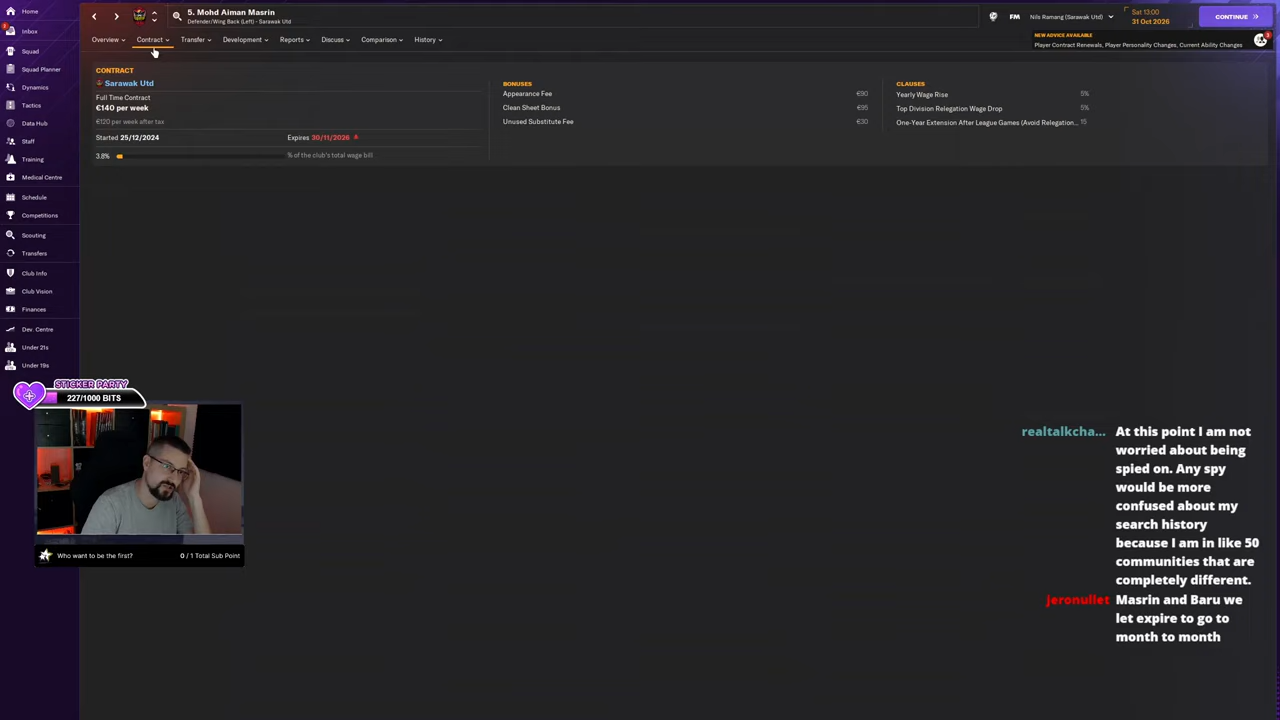 Home
Inbox
Squad
Squad Planner
Dynamics
Tactics
Data Hub
Staff
Training
Medical Centre
Schedule
Competitions
Scouting
Transfers
Club Info
Club Vision
Finances
Dev. Centre
Under 21s
Under 19s
5. Mohd Aiman Masrin
Defender/Wing Back (Left) - Sarawak Utd
FM
Nils Ramang (Sarawak Utd)
Sat 13:00
31 Oct 2026
CONTINUE
Overview Contract Transfer Development Reports Discuss Comparison History
NEW ADVICE AVAILABLE
Player Contract Renewals, Player Personality Changes, Current Ability Changes
CONTRACT
Sarawak Utd
Full Time Contract
€140 per week
€120 per week after tax
Started 25/12/2024 Expires 30/11/2026
3.8% % of the club's total wage bill
BONUSES
Appearance Fee €90
Clean Sheet Bonus €95
Unused Substitute Fee €30
CLAUSES
Yearly Wage Rise 5%
Top Division Relegation Wage Drop 5%
One-Year Extension After League Games (Avoid Relegation... 15
STICKER PARTY
227/1000 BITS
Who want to be the first? 0 / 1 Total Sub Point
realtalkcha... At this point I am not
worried about being
spied on. Any spy
would be more
confused about my
search history
because I am in like 50
communities that are
completely different.
jeronullet Masrin and Baru we
let expire to go to
month to month